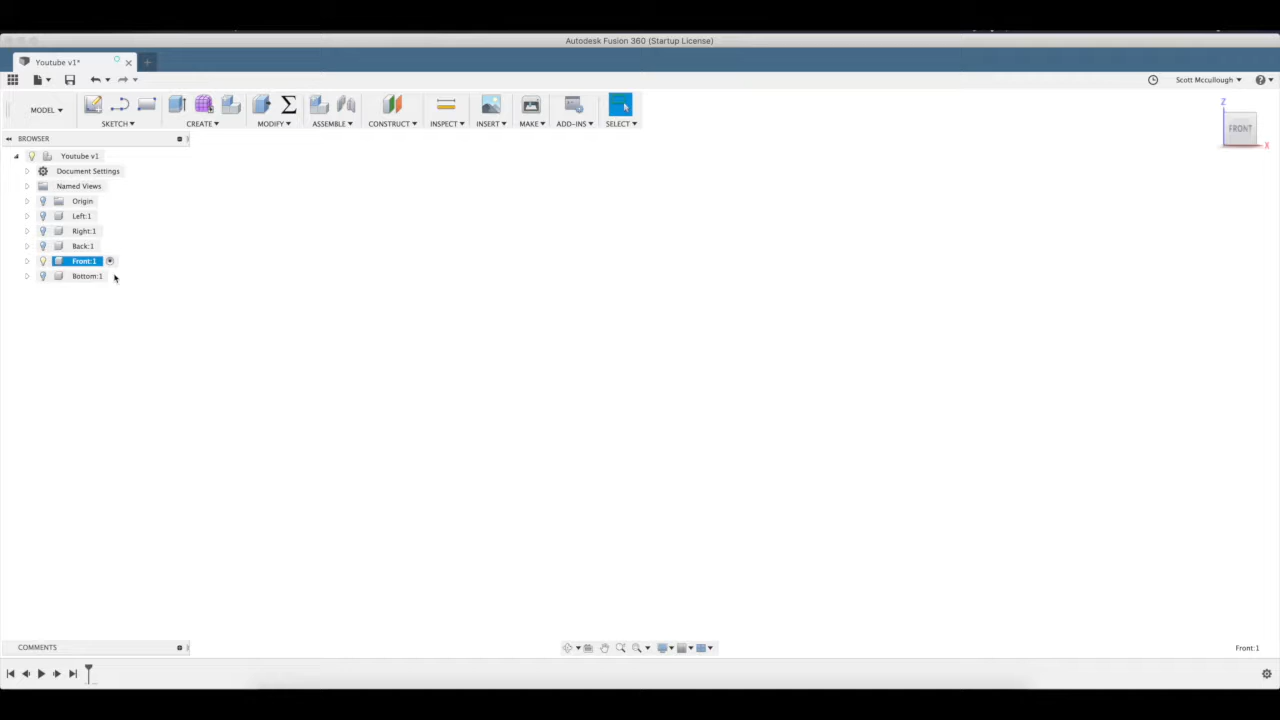 Autodesk Fusion 360 (Startup License)
Youtube v1*
Scott Mccullough
MODEL
SKETCH CREATE MODIFY ASSEMBLE CONSTRUCT INSPECT INSERT MAKE ADD-INS SELECT
Z
FRONT
X
BROWSER
Youtube v1
Document Settings
Named Views
Origin
Left:1
Right:1
Back:1
Front:1
Bottom:1
COMMENTS
Front:1